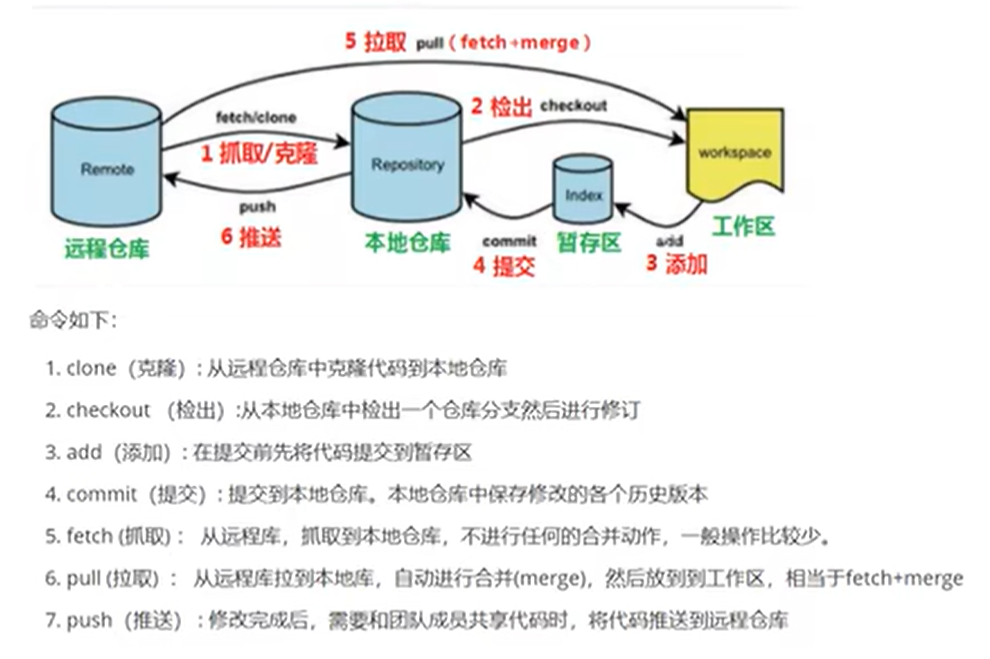 5 拉取 pull（fetch+merge）
fetch/clone
1 抓取/克隆
2 检出 checkout
Remote
Repository
Index
workspace
push
6 推送
commit
4 提交
add
3 添加
远程仓库
本地仓库
暂存区
工作区
命令如下：
1. clone（克隆）: 从远程仓库中克隆代码到本地仓库
2. checkout （检出）:从本地仓库中检出一个仓库分支然后进行修订
3. add（添加）: 在提交前先将代码提交到暂存区
4. commit（提交）: 提交到本地仓库。本地仓库中保存修改的各个历史版本
5. fetch (抓取) ： 从远程库，抓取到本地仓库，不进行任何的合并动作，一般操作比较少。
6. pull (拉取) ： 从远程库拉到本地库，自动进行合并(merge)，然后放到到工作区，相当于fetch+merge
7. push（推送） : 修改完成后，需要和团队成员共享代码时，将代码推送到远程仓库